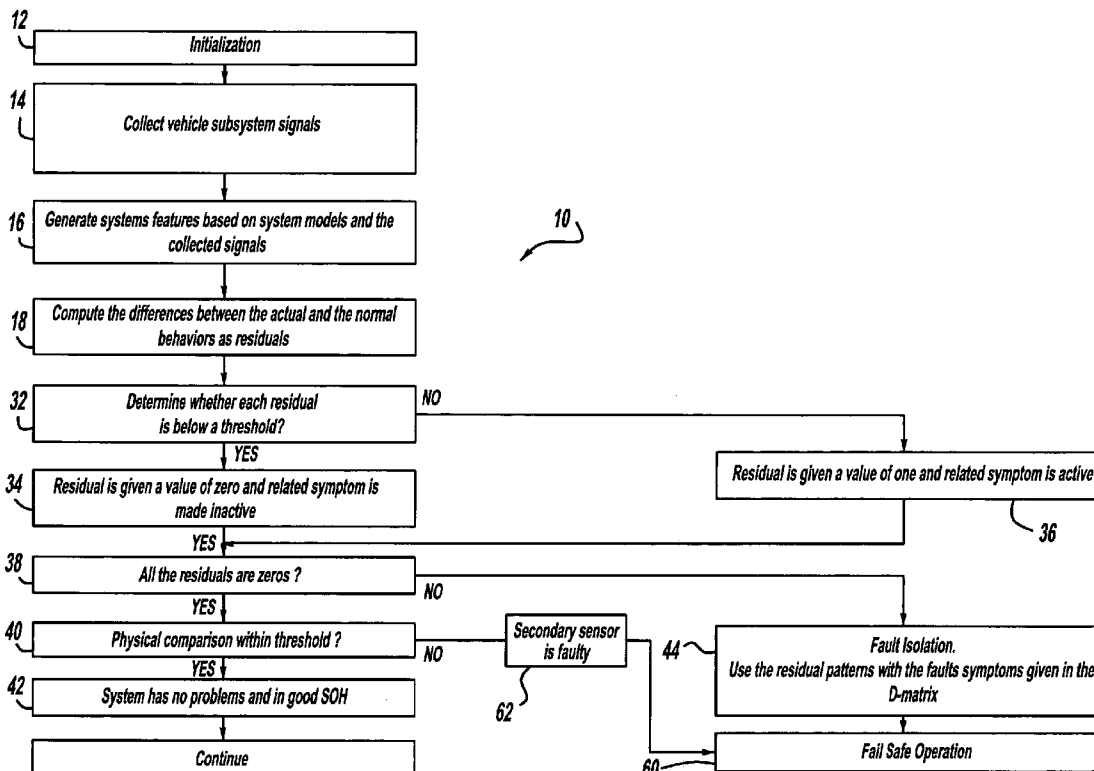 12
Initialization
14
Collect vehicle subsystem signals
16
Generate systems features based on system models and the
collected signals
10
18
Compute the differences between the actual and the normal
behaviors as residuals
32
Determine whether each residual
is below a threshold?
NO
YES
34
Residual is given a value of zero and related symptom is
made inactive
Residual is given a value of one and related symptom is active
36
YES
38
All the residuals are zeros ?
NO
YES
40
Physical comparison within threshold ?
NO
Secondary sensor
is faulty
62
44
Fault Isolation.
Use the residual patterns with the faults symptoms given in the
D-matrix
YES
42
System has no problems and in good SOH
Continue
60
Fail Safe Operation